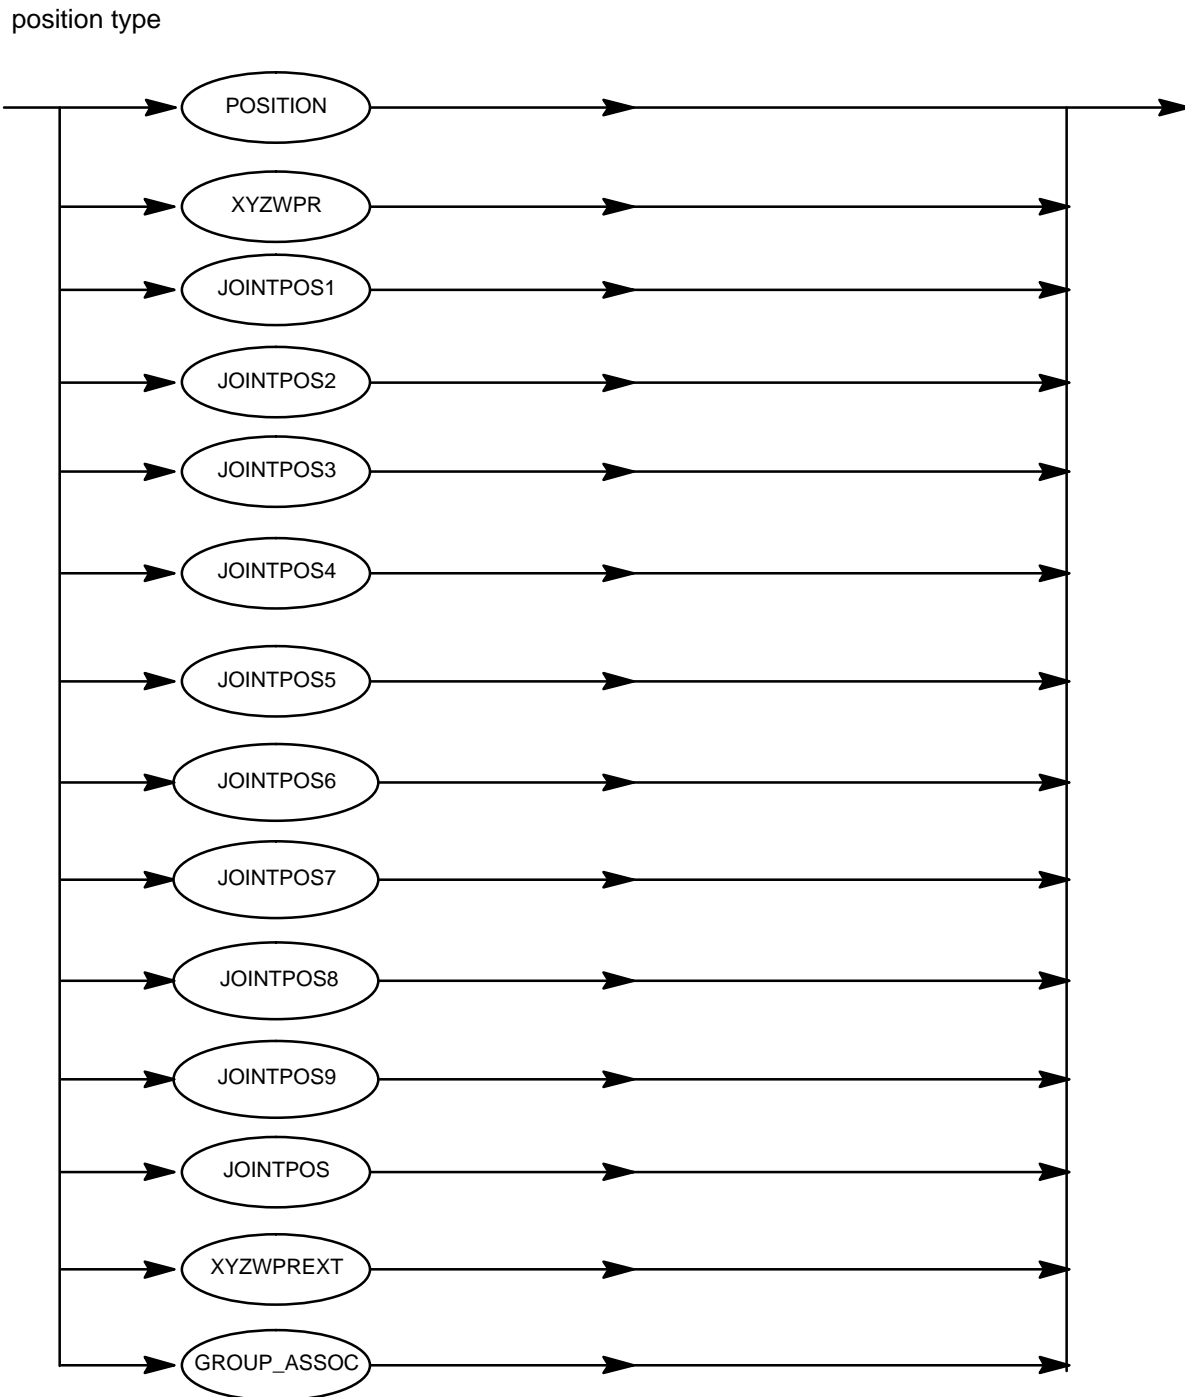 position type
POSITION
XYZWPR
JOINTPOS1
JOINTPOS2
JOINTPOS3
JOINTPOS4
JOINTPOS5
JOINTPOS6
JOINTPOS7
JOINTPOS8
JOINTPOS9
JOINTPOS
XYZWPREXT
GROUP_ASSOC